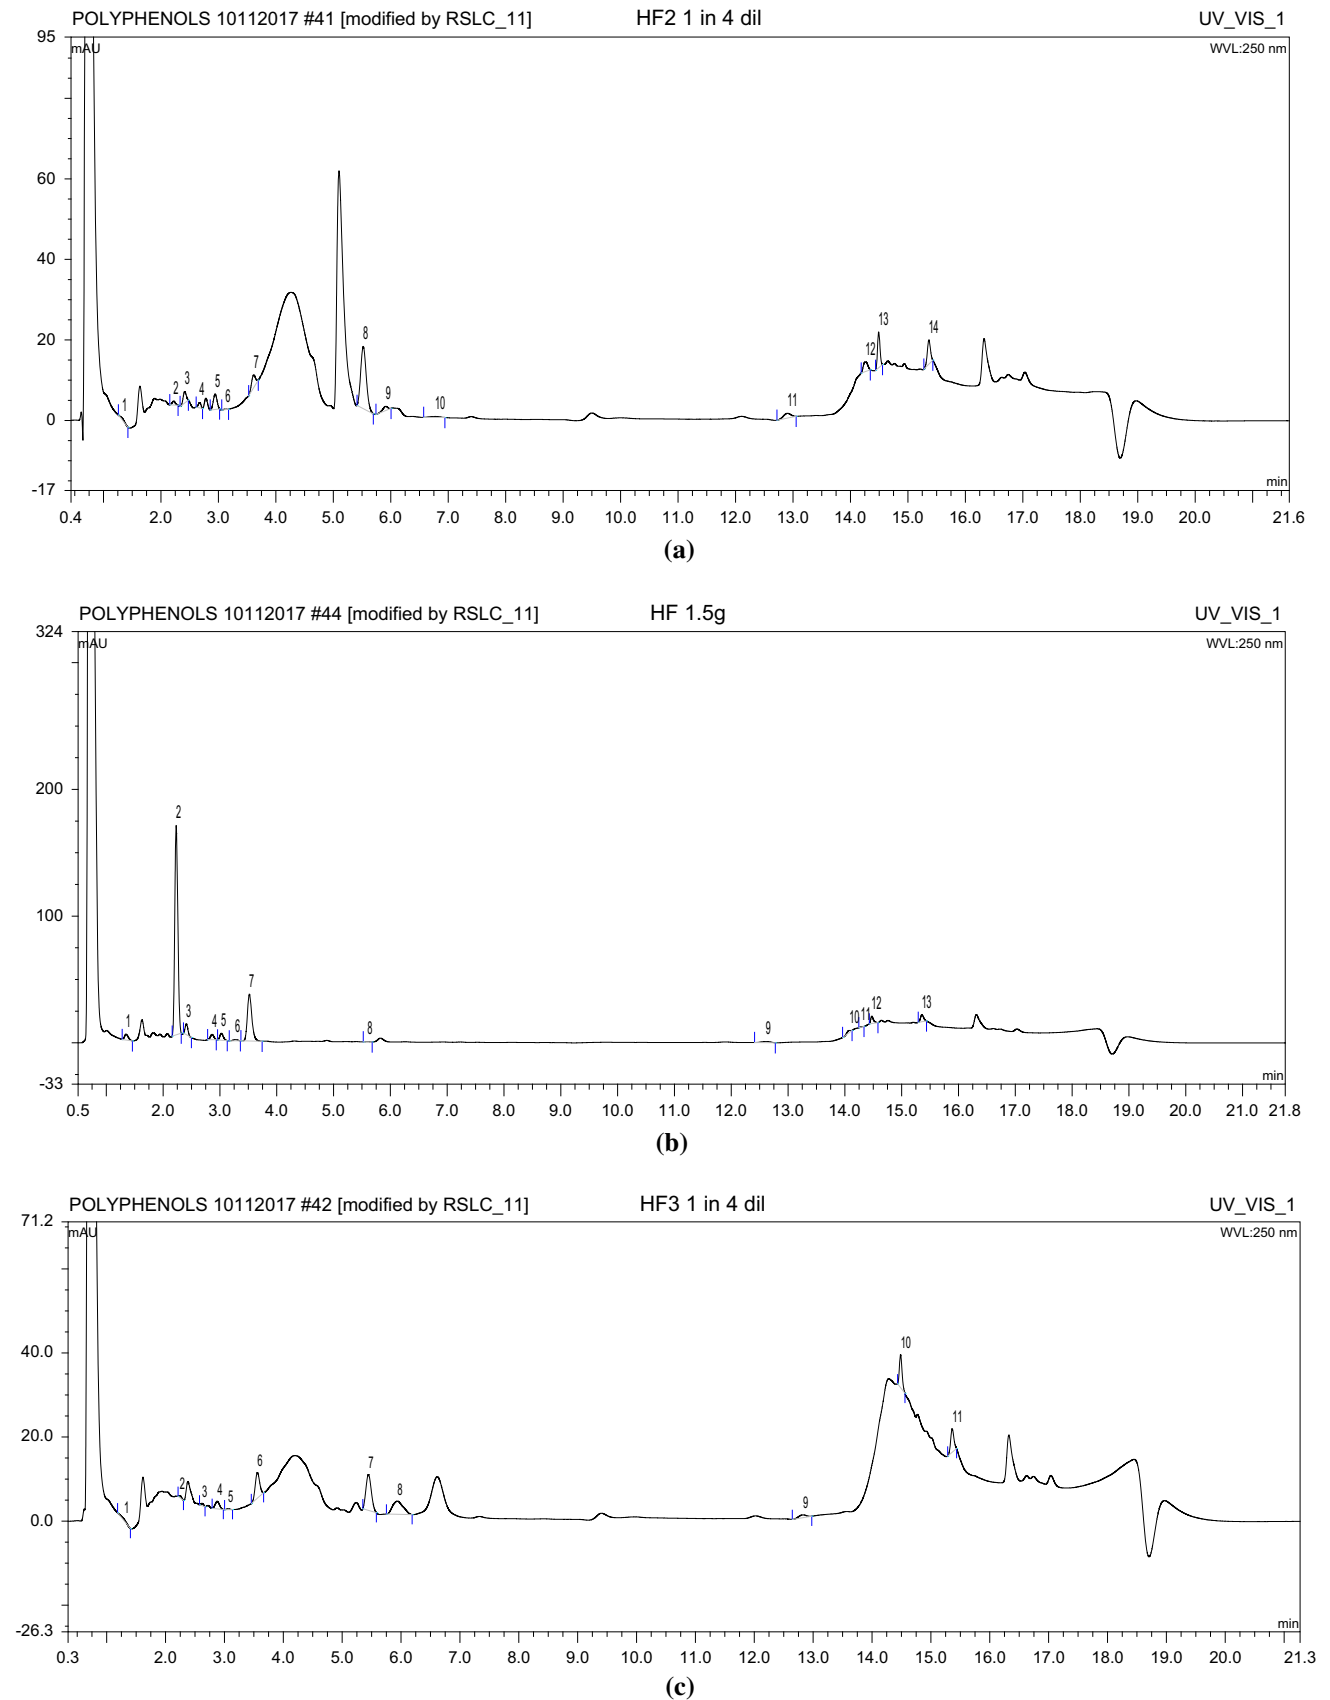 POLYPHENOLS 10112017 #41 [modified by RSLC_11] HF2 1 in 4 dil UV_VIS_1
95
mAU WVL:250 nm
60
40
20
0
-17
1 2 3 4 5 6 7 8 9 10 11 12 13 14
min
0.4 2.0 3.0 4.0 5.0 6.0 7.0 8.0 9.0 10.0 11.0 12.0 13.0 14.0 15.0 16.0 17.0 18.0 19.0 20.0 21.6
(a)
POLYPHENOLS 10112017 #44 [modified by RSLC_11] HF 1.5g UV_VIS_1
324
mAU WVL:250 nm
200
100
-33
1 2 3 4 5 6 7 8 9 10 11 12 13
min
0.5 2.0 3.0 4.0 5.0 6.0 7.0 8.0 9.0 10.0 11.0 12.0 13.0 14.0 15.0 16.0 17.0 18.0 19.0 20.0 21.0 21.8
(b)
POLYPHENOLS 10112017 #42 [modified by RSLC_11] HF3 1 in 4 dil UV_VIS_1
71.2
mAU WVL:250 nm
40.0
20.0
0.0
-26.3
1 2 3 4 5 6 7 8 9 10 11
min
0.3 2.0 3.0 4.0 5.0 6.0 7.0 8.0 9.0 10.0 11.0 12.0 13.0 14.0 15.0 16.0 17.0 18.0 19.0 20.0 21.3
(c)